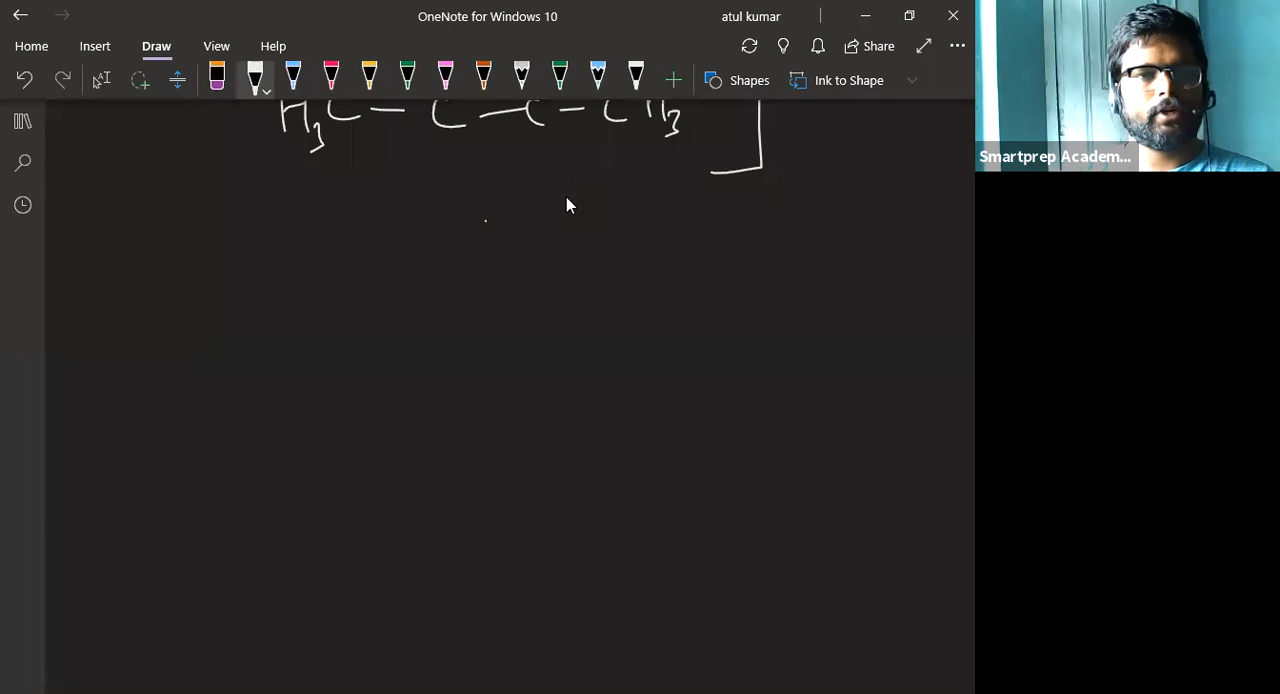 OneNote for Windows 10
atul kumar
Home Insert Draw View Help
Share
Shapes
Ink to Shape
H3C — C — C — CH3
Smartprep Academ...